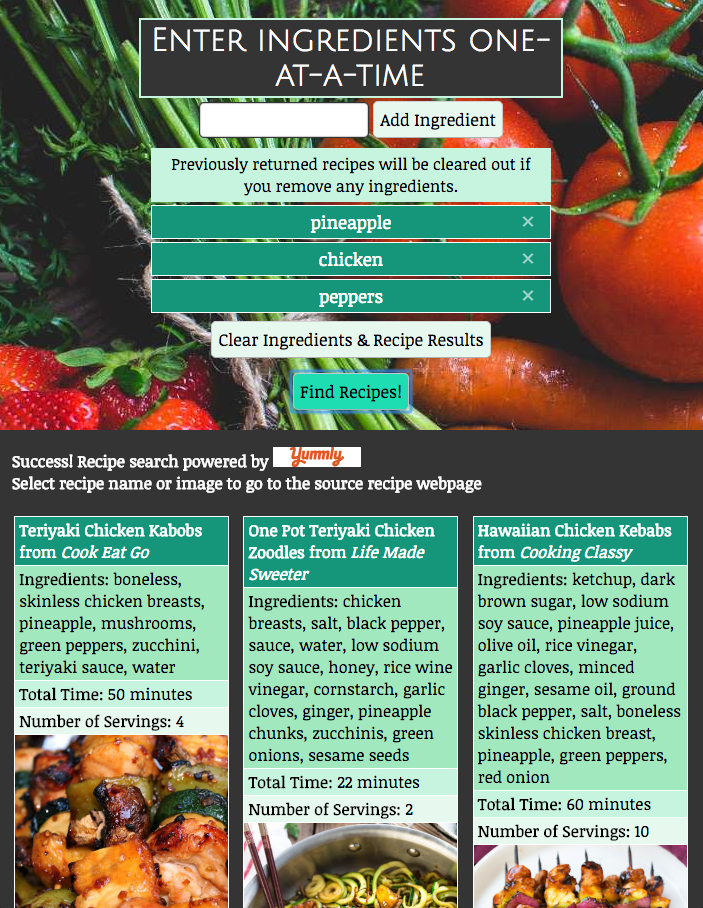 Enter ingredients one-
at-a-time
Add Ingredient
Previously returned recipes will be cleared out if
you remove any ingredients.
pineapple ×
chicken ×
peppers ×
Clear Ingredients & Recipe Results
Find Recipes!
Success! Recipe search powered by Yummly
Select recipe name or image to go to the source recipe webpage
Teriyaki Chicken Kabobs
from Cook Eat Go
Ingredients: boneless,
skinless chicken breasts,
pineapple, mushrooms,
green peppers, zucchini,
teriyaki sauce, water
Total Time: 50 minutes
Number of Servings: 4
One Pot Teriyaki Chicken
Zoodles from Life Made
Sweeter
Ingredients: chicken
breasts, salt, black pepper,
sauce, water, low sodium
soy sauce, honey, rice wine
vinegar, cornstarch, garlic
cloves, ginger, pineapple
chunks, zucchinis, green
onions, sesame seeds
Total Time: 22 minutes
Number of Servings: 2
Hawaiian Chicken Kebabs
from Cooking Classy
Ingredients: ketchup, dark
brown sugar, low sodium
soy sauce, pineapple juice,
olive oil, rice vinegar,
garlic cloves, minced
ginger, sesame oil, ground
black pepper, salt, boneless
skinless chicken breast,
pineapple, green peppers,
red onion
Total Time: 60 minutes
Number of Servings: 10